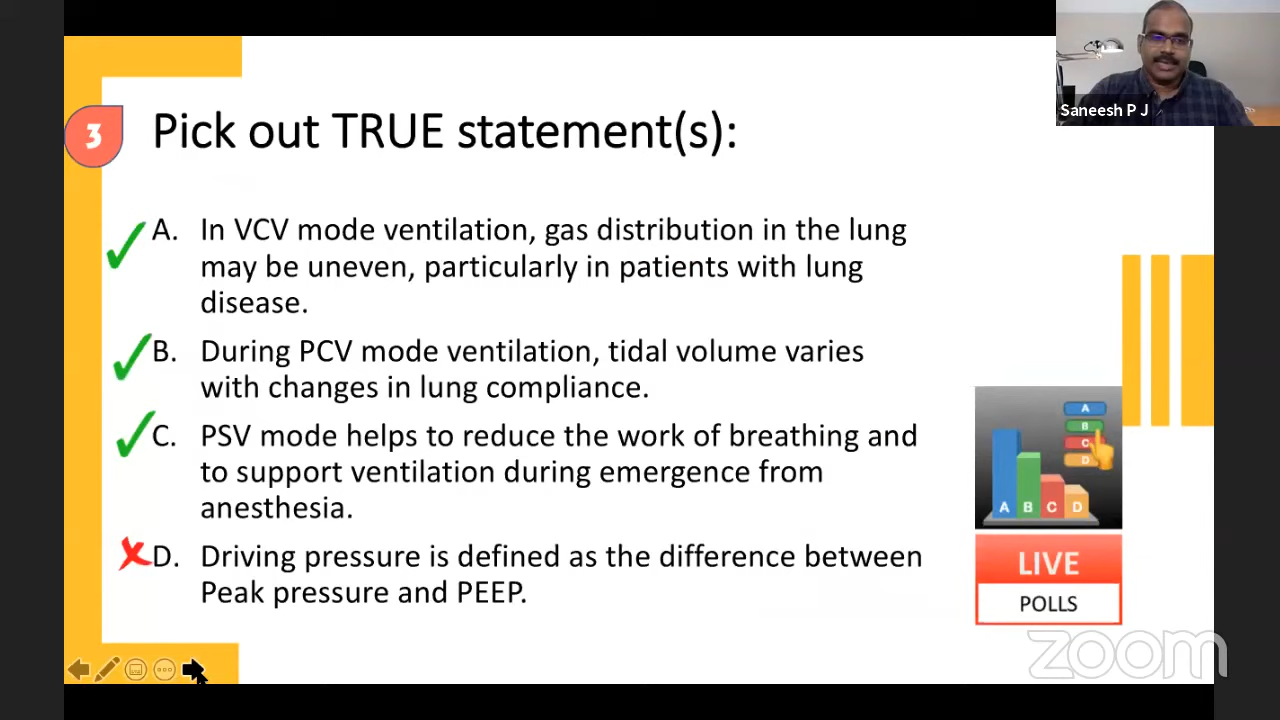 Saneesh P J
3 Pick out TRUE statement(s):
A. In VCV mode ventilation, gas distribution in the lung
may be uneven, particularly in patients with lung
disease.
B. During PCV mode ventilation, tidal volume varies
with changes in lung compliance.
C. PSV mode helps to reduce the work of breathing and
to support ventilation during emergence from
anesthesia.
D. Driving pressure is defined as the difference between
Peak pressure and PEEP.
A
B
C
D
A B C D
LIVE
POLLS
zoom